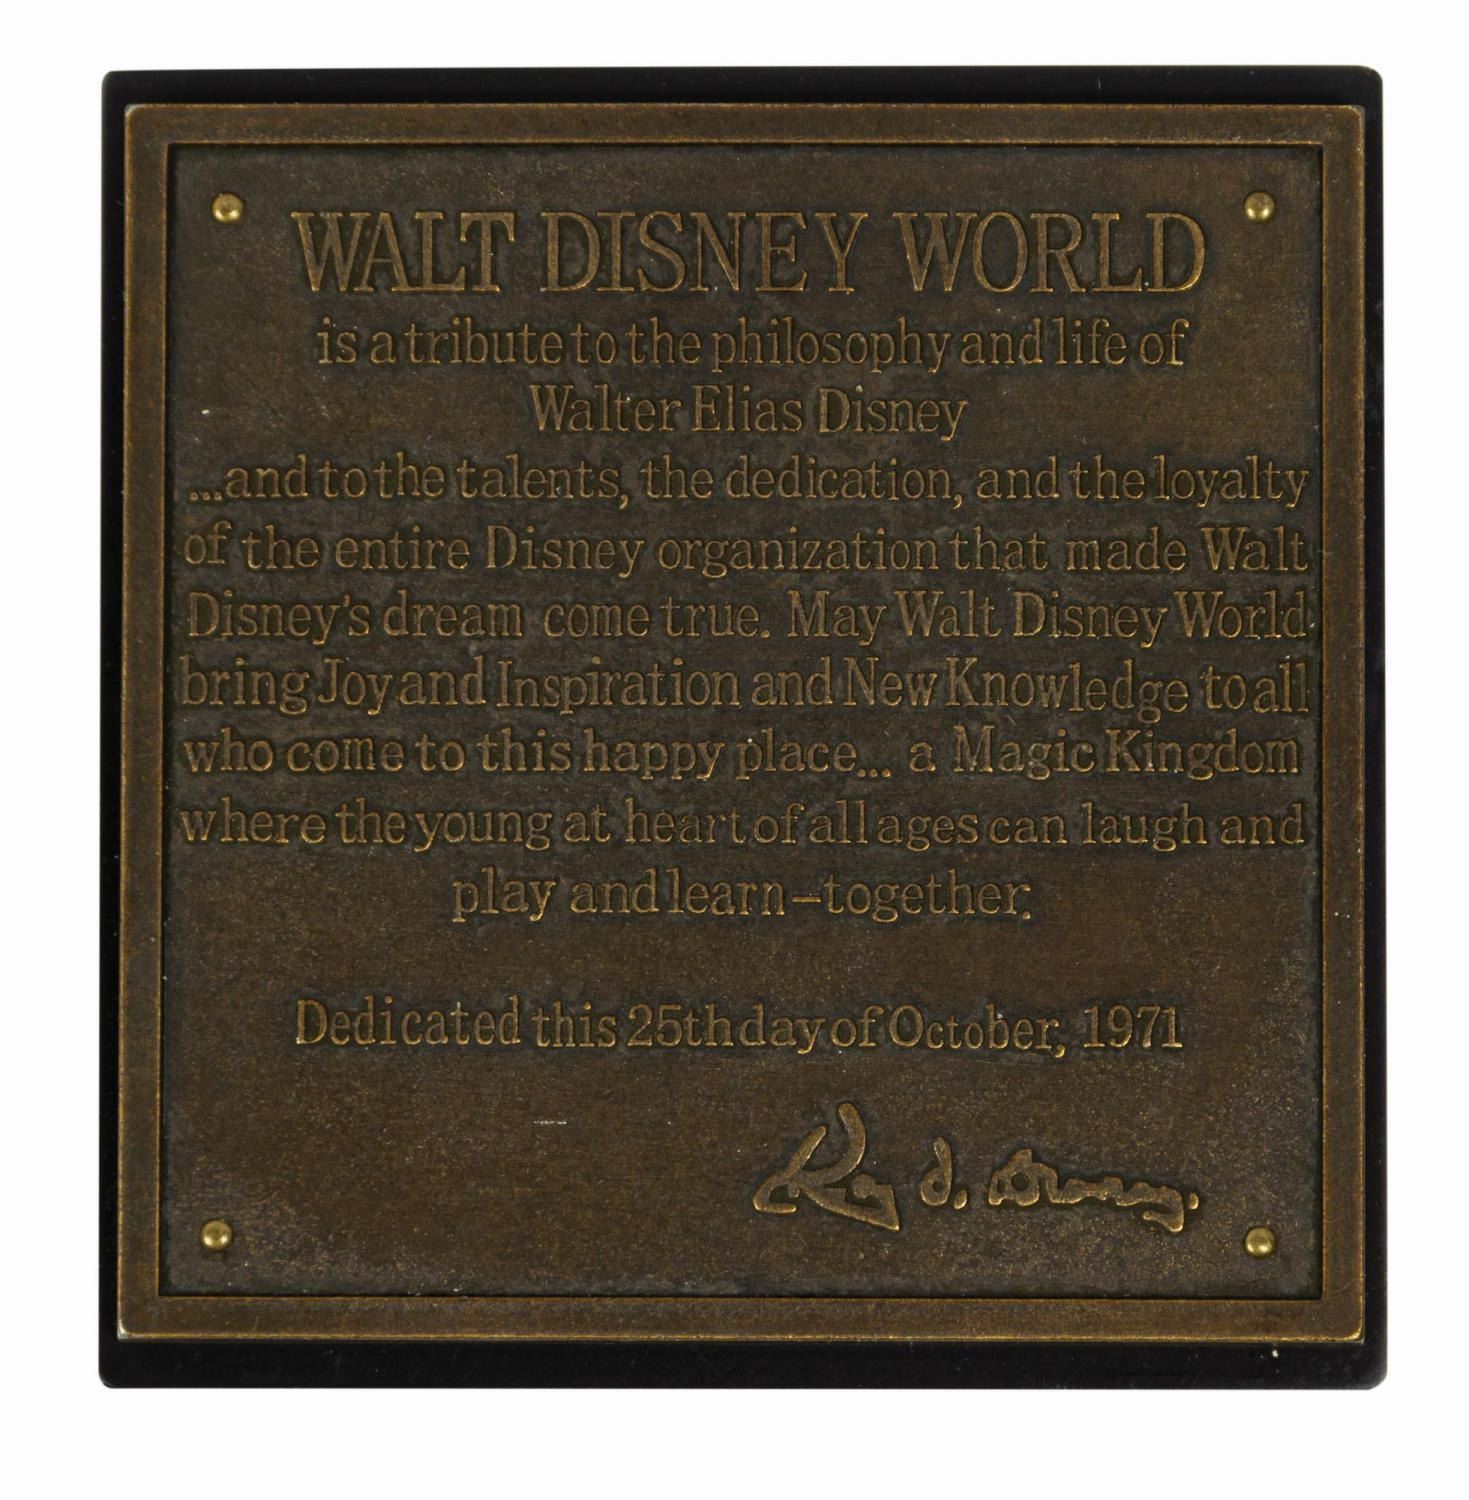 WALT DISNEY WORLD
is a tribute to the philosophy and life of
Walter Elias Disney
...and to the talents, the dedication, and the loyalty
of the entire Disney organization that made Walt
Disney's dream come true. May Walt Disney World
bring Joy and Inspiration and New Knowledge to all
who come to this happy place... a Magic Kingdom
where the young at heart of all ages can laugh and
play and learn—together.
Dedicated this 25th day of October, 1971
Roy O. Disney.